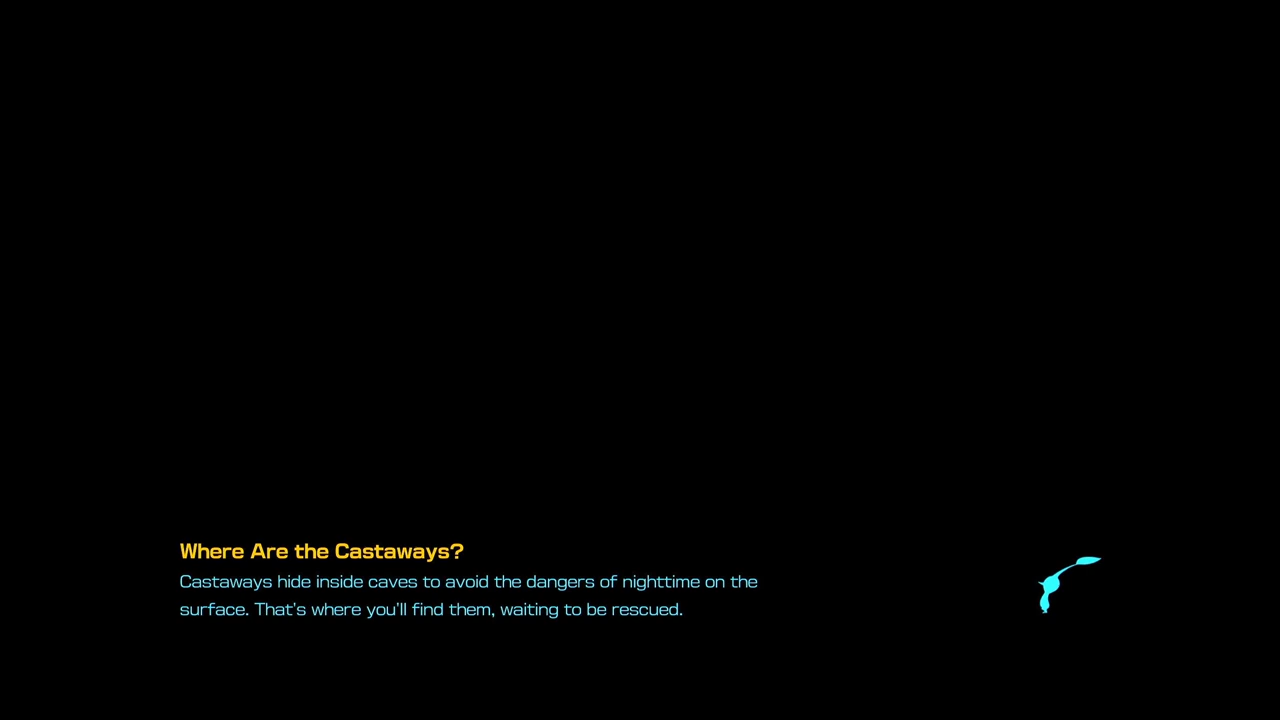 Where Are the Castaways?
Castaways hide inside caves to avoid the dangers of nighttime on the
surface. That's where you'll find them, waiting to be rescued.